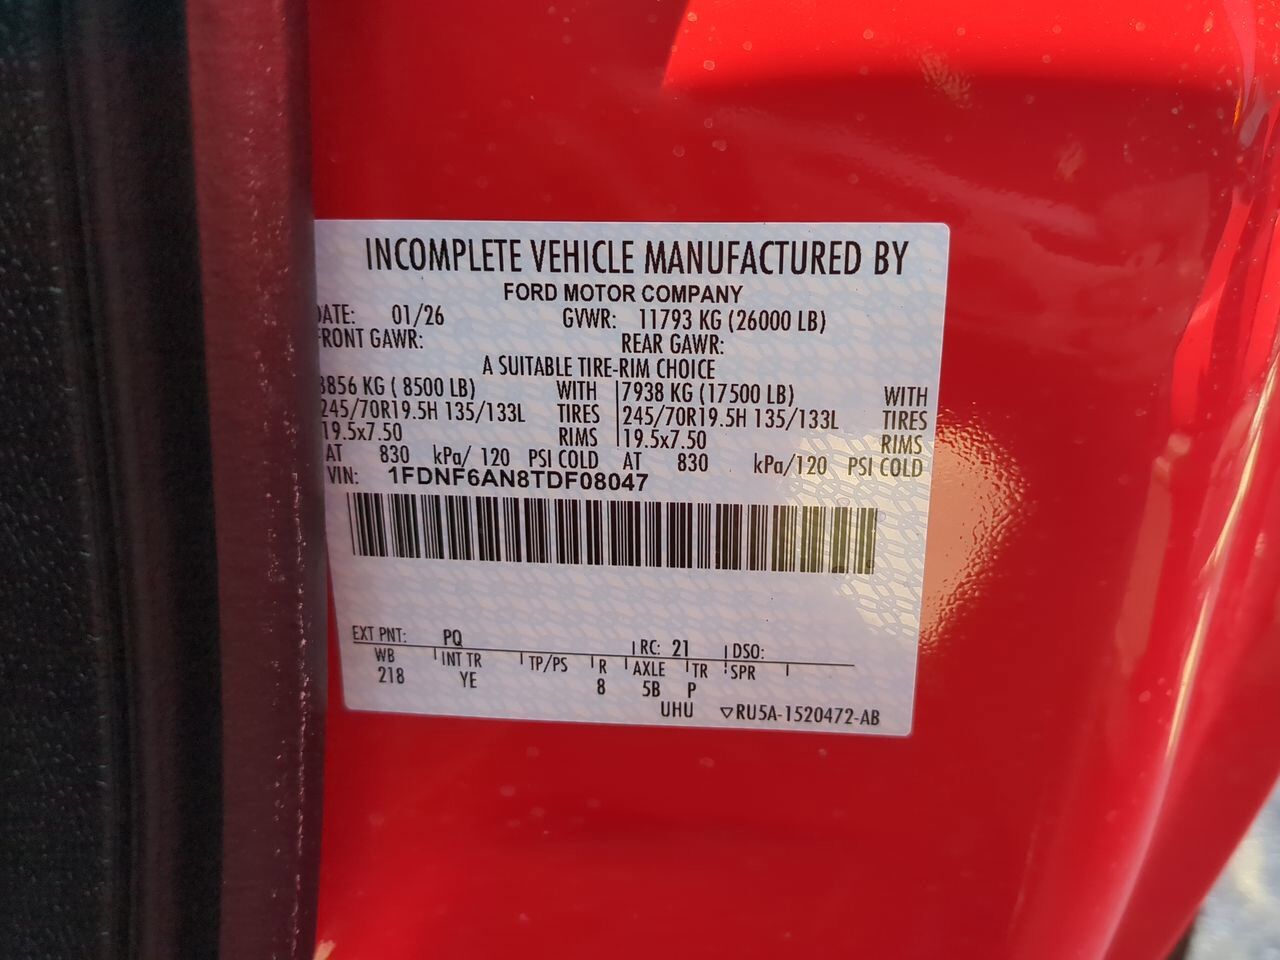 INCOMPLETE VEHICLE MANUFACTURED BY
FORD MOTOR COMPANY
DATE: 01/26 GVWR: 11793 KG (26000 LB)
FRONT GAWR: REAR GAWR:
A SUITABLE TIRE-RIM CHOICE
3856 KG ( 8500 LB) WITH 7938 KG (17500 LB) WITH
245/70R19.5H 135/133L TIRES 245/70R19.5H 135/133L TIRES
19.5x7.50 RIMS 19.5x7.50 RIMS
AT 830 kPa/ 120 PSI COLD AT 830 kPa/120 PSI COLD
VIN: 1FDNF6AN8TDF08047
EXT PNT: PQ RC: 21 DSO:
WB INT TR TP/PS R AXLE TR SPR
218 YE 8 5B P
UHU ▽RU5A-1520472-AB